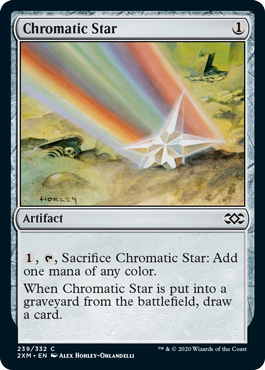 Chromatic Star 1
HORLEY
Artifact
1, , Sacrifice Chromatic Star: Add
one mana of any color.
When Chromatic Star is put into a
graveyard from the battlefield, draw
a card.
239/332 C
2XM • EN ALEX HORLEY-ORLANDELLI
™ & © 2020 Wizards of the Coast